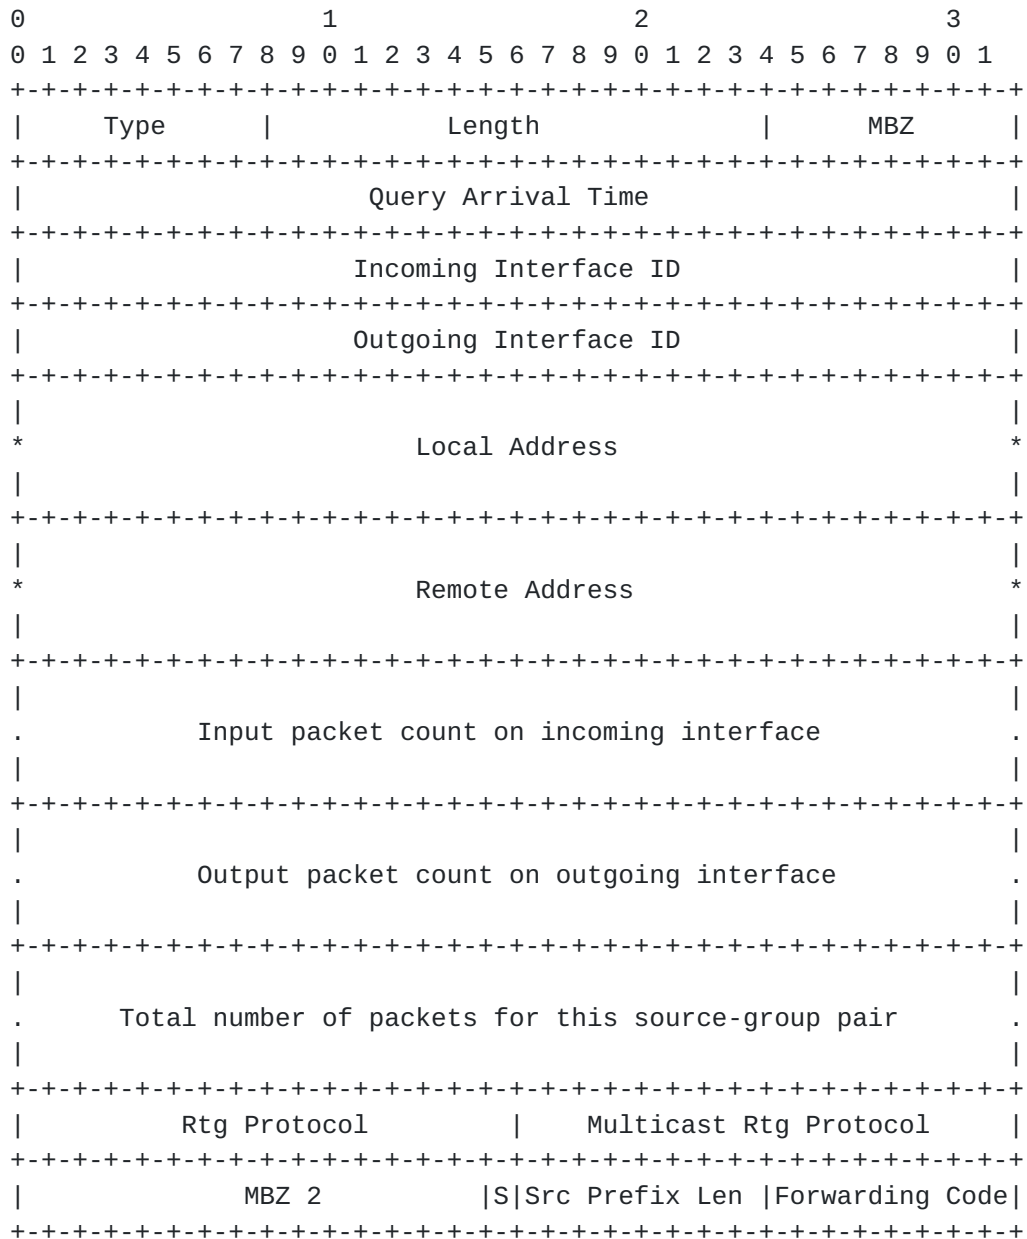 0                   1                   2                   3
0 1 2 3 4 5 6 7 8 9 0 1 2 3 4 5 6 7 8 9 0 1 2 3 4 5 6 7 8 9 0 1
+-+-+-+-+-+-+-+-+-+-+-+-+-+-+-+-+-+-+-+-+-+-+-+-+-+-+-+-+-+-+-+-+
|     Type      |           Length              |      MBZ      |
+-+-+-+-+-+-+-+-+-+-+-+-+-+-+-+-+-+-+-+-+-+-+-+-+-+-+-+-+-+-+-+-+
|                      Query Arrival Time                       |
+-+-+-+-+-+-+-+-+-+-+-+-+-+-+-+-+-+-+-+-+-+-+-+-+-+-+-+-+-+-+-+-+
|                     Incoming Interface ID                     |
+-+-+-+-+-+-+-+-+-+-+-+-+-+-+-+-+-+-+-+-+-+-+-+-+-+-+-+-+-+-+-+-+
|                     Outgoing Interface ID                     |
+-+-+-+-+-+-+-+-+-+-+-+-+-+-+-+-+-+-+-+-+-+-+-+-+-+-+-+-+-+-+-+-+
|                                                               |
*                         Local Address                         *
|                                                               |
+-+-+-+-+-+-+-+-+-+-+-+-+-+-+-+-+-+-+-+-+-+-+-+-+-+-+-+-+-+-+-+-+
|                                                               |
*                         Remote Address                        *
|                                                               |
+-+-+-+-+-+-+-+-+-+-+-+-+-+-+-+-+-+-+-+-+-+-+-+-+-+-+-+-+-+-+-+-+
|                                                               |
.           Input packet count on incoming interface            .
|                                                               |
+-+-+-+-+-+-+-+-+-+-+-+-+-+-+-+-+-+-+-+-+-+-+-+-+-+-+-+-+-+-+-+-+
|                                                               |
.           Output packet count on outgoing interface           .
|                                                               |
+-+-+-+-+-+-+-+-+-+-+-+-+-+-+-+-+-+-+-+-+-+-+-+-+-+-+-+-+-+-+-+-+
|                                                               |
.      Total number of packets for this source-group pair       .
|                                                               |
+-+-+-+-+-+-+-+-+-+-+-+-+-+-+-+-+-+-+-+-+-+-+-+-+-+-+-+-+-+-+-+-+
|          Rtg Protocol         |    Multicast Rtg Protocol     |
+-+-+-+-+-+-+-+-+-+-+-+-+-+-+-+-+-+-+-+-+-+-+-+-+-+-+-+-+-+-+-+-+
|              MBZ 2          |S|Src Prefix Len |Forwarding Code|
+-+-+-+-+-+-+-+-+-+-+-+-+-+-+-+-+-+-+-+-+-+-+-+-+-+-+-+-+-+-+-+-+